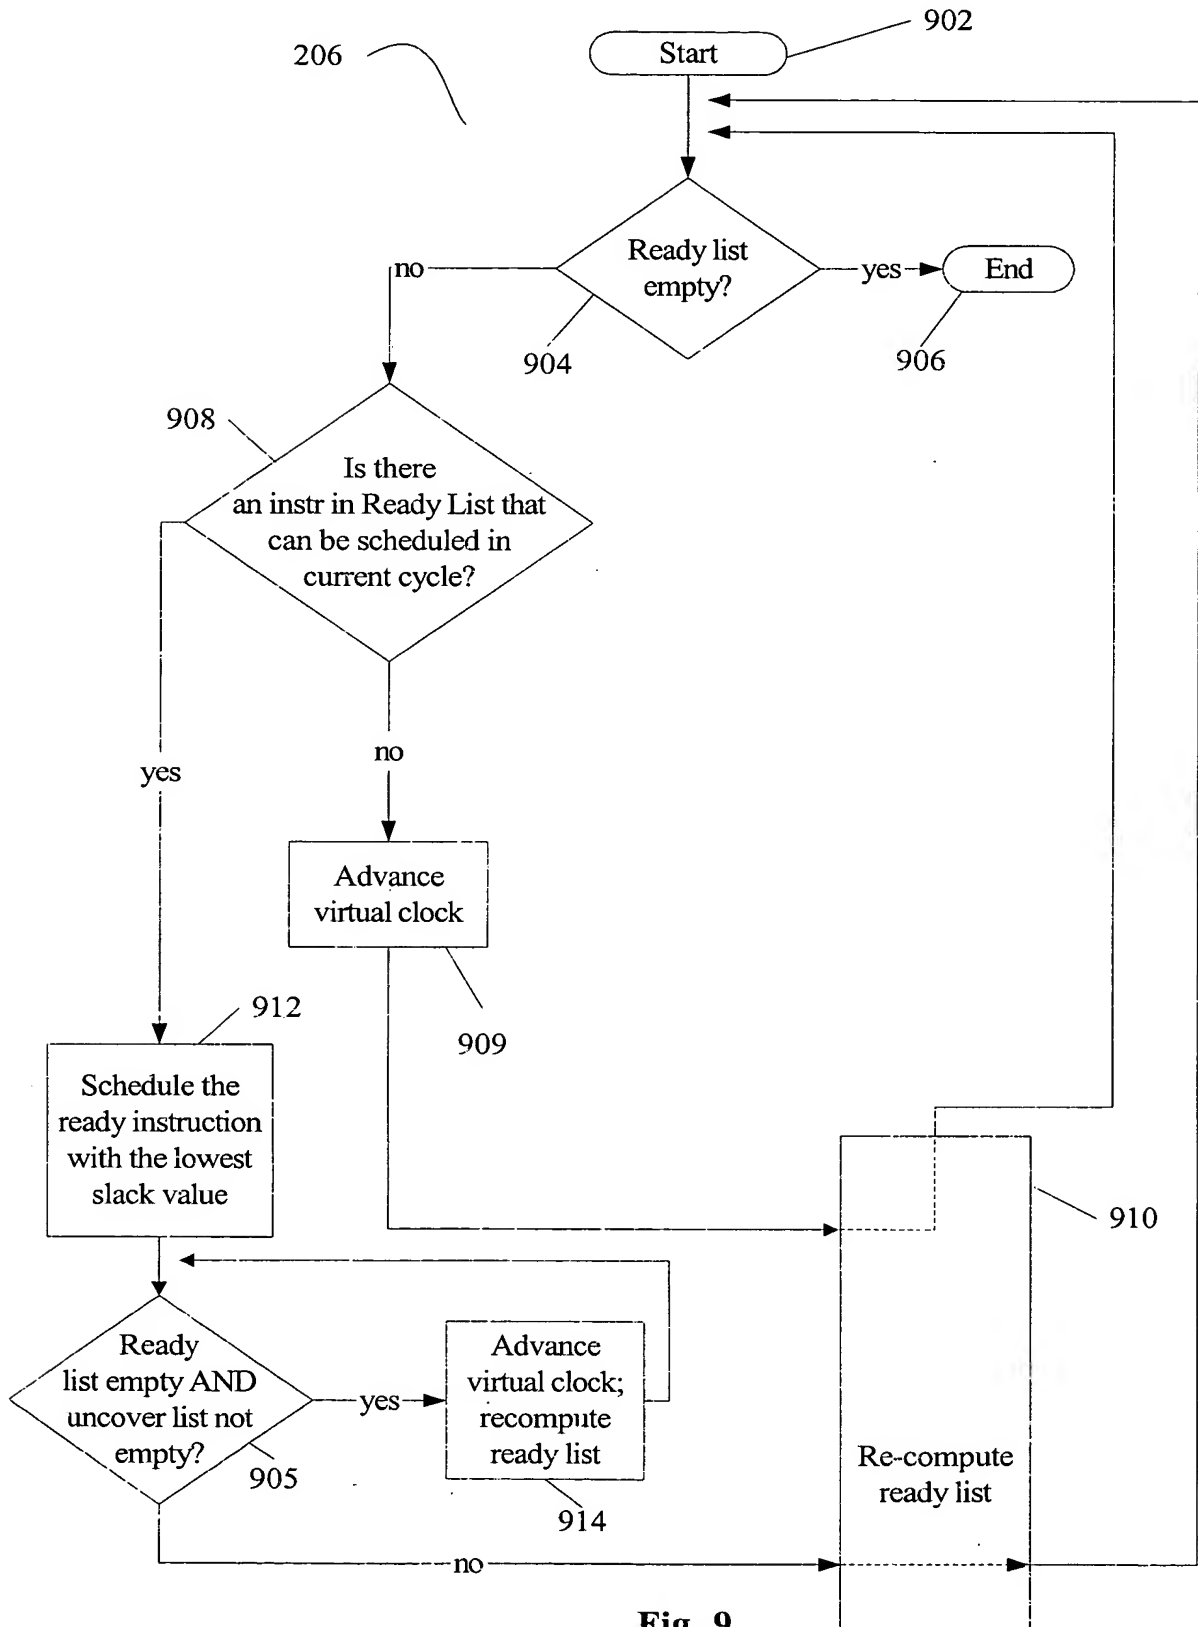 902
206
Start
Ready list
empty?
no
yes
End
904
906
908
Is there
an instr in Ready List that
can be scheduled in
current cycle?
no
yes
Advance
virtual clock
909
912
Schedule the
ready instruction
with the lowest
slack value
910
Ready
list empty AND
uncover list not
empty?
yes
Advance
virtual clock;
recompute
ready list
905
914
Re-compute
ready list
no
Fig. 9